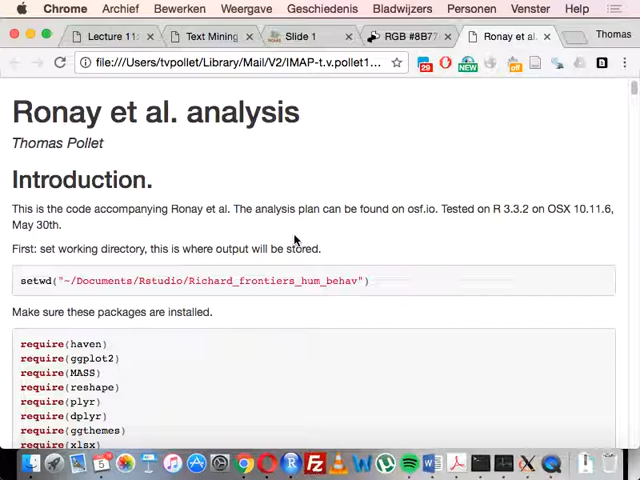 Chrome Archief Bewerken Weergave Geschiedenis Bladwijzers Personen Venster Help
Lecture 11: Text Mining Slide 1 RGB #8B7 Ronay et al. Thomas
file:///Users/tvpollet/Library/Mail/V2/IMAP-t.v.pollet1... 29 NEW off
Ronay et al. analysis
Thomas Pollet
Introduction.
This is the code accompanying Ronay et al. The analysis plan can be found on osf.io. Tested on R 3.3.2 on OSX 10.11.6,
May 30th.
First: set working directory, this is where output will be stored.
setwd("~/Documents/Rstudio/Richard_frontiers_hum_behav")
Make sure these packages are installed.
require(haven)
require(ggplot2)
require(MASS)
require(reshape)
require(plyr)
require(dplyr)
require(ggthemes)
require(xlsx)
5